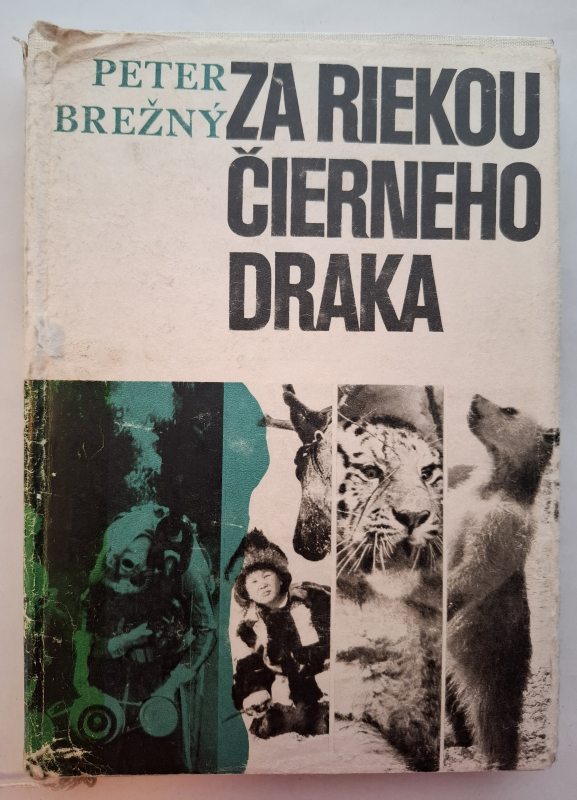 PETER
BREŽNÝ
ZA RIEKOU
ČIERNEHO
DRAKA